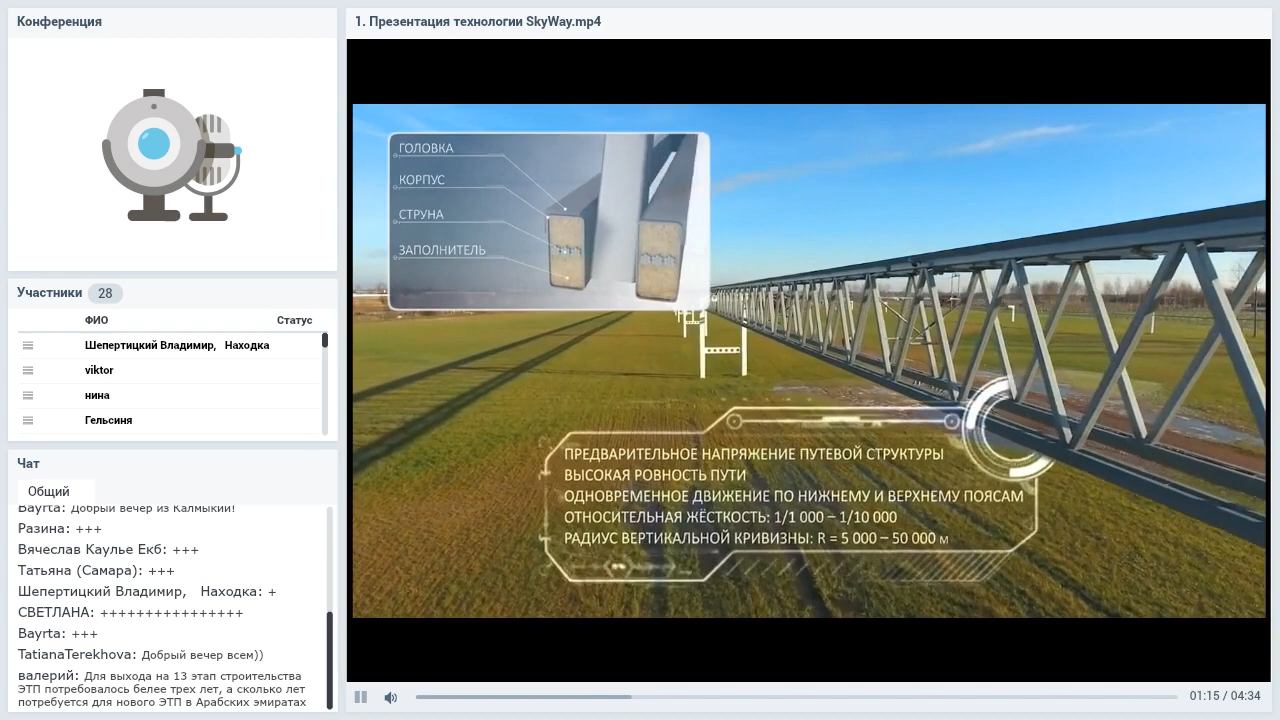 Конференция
1. Презентация технологии SkyWay.mp4
Участники 28
ФИО Статус
Шепертицкий Владимир, Находка
viktor
нина
Гельсиня
Чат
Общий
Bayrta: Добрый вечер из Калмыкии!
Разина: +++
Вячеслав Каулье Екб: +++
Татьяна (Самара): +++
Шепертицкий Владимир, Находка: +
СВЕТЛАНА: ++++++++++++++++
Bayrta: +++
TatianaTerekhova: Добрый вечер всем))
валерий: Для выхода на 13 этап строительства
ЭТП потребовалось белее трех лет, а сколько лет
потребуется для нового ЭТП в Арабских эмиратах
ГОЛОВКА
КОРПУС
СТРУНА
ЗАПОЛНИТЕЛЬ
ПРЕДВАРИТЕЛЬНОЕ НАПРЯЖЕНИЕ ПУТЕВОЙ СТРУКТУРЫ
ВЫСОКАЯ РОВНОСТЬ ПУТИ
ОДНОВРЕМЕННОЕ ДВИЖЕНИЕ ПО НИЖНЕМУ И ВЕРХНЕМУ ПОЯСАМ
ОТНОСИТЕЛЬНАЯ ЖЁСТКОСТЬ: 1/1 000 – 1/10 000
РАДИУС ВЕРТИКАЛЬНОЙ КРИВИЗНЫ: R = 5 000 – 50 000 м
01:15 / 04:34